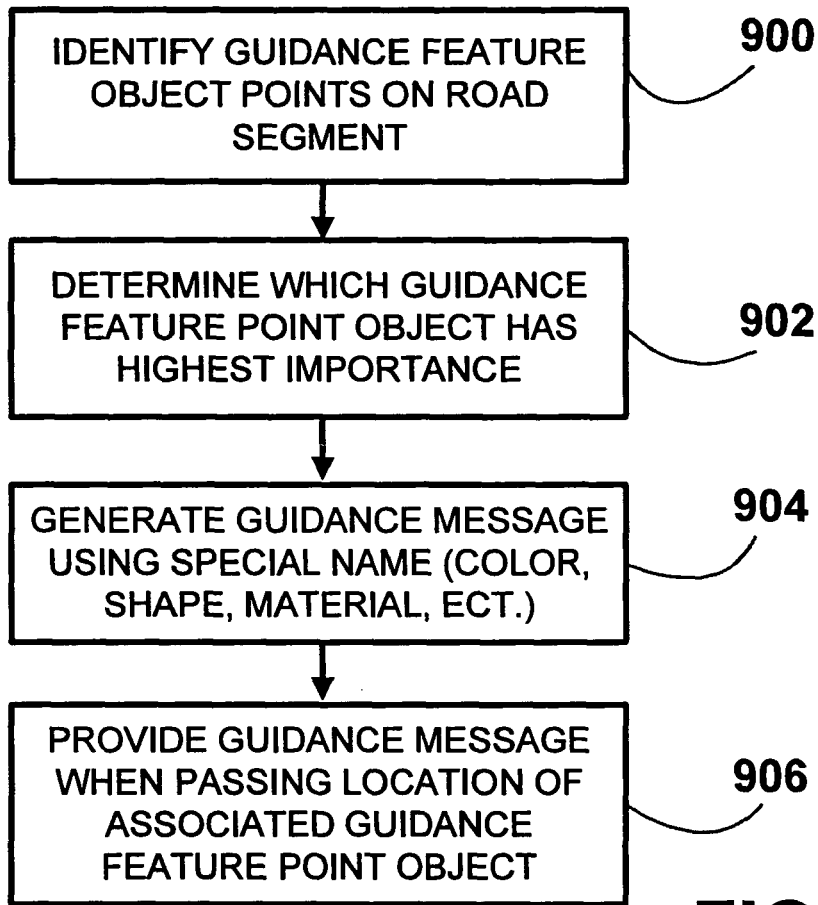 IDENTIFY GUIDANCE FEATURE
OBJECT POINTS ON ROAD
SEGMENT
900
DETERMINE WHICH GUIDANCE
FEATURE POINT OBJECT HAS
HIGHEST IMPORTANCE
902
GENERATE GUIDANCE MESSAGE
USING SPECIAL NAME (COLOR,
SHAPE, MATERIAL, ECT.)
904
PROVIDE GUIDANCE MESSAGE
WHEN PASSING LOCATION OF
ASSOCIATED GUIDANCE
FEATURE POINT OBJECT
906